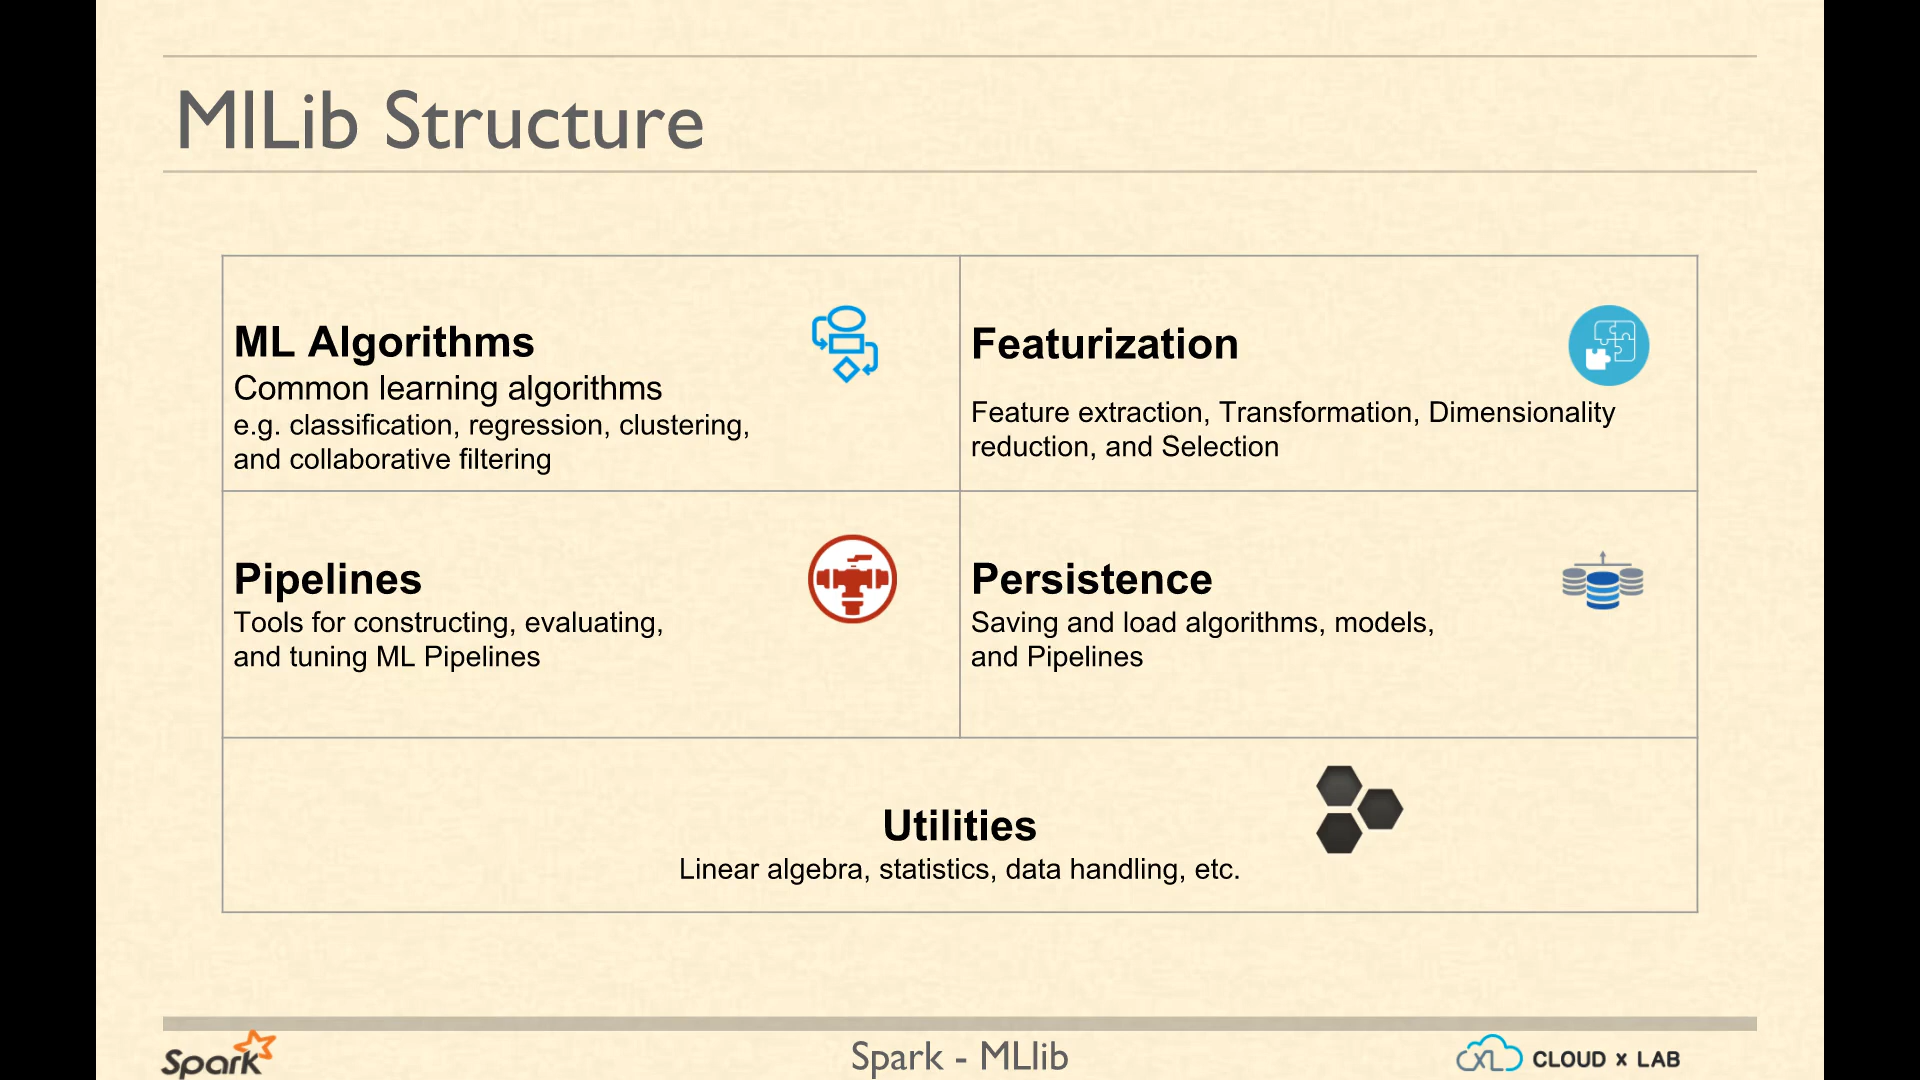 MlLib Structure
ML Algorithms
Common learning algorithms
e.g. classification, regression, clustering,
and collaborative filtering
Featurization
Feature extraction, Transformation, Dimensionality
reduction, and Selection
Pipelines
Tools for constructing, evaluating,
and tuning ML Pipelines
Persistence
Saving and load algorithms, models,
and Pipelines
Utilities
Linear algebra, statistics, data handling, etc.
Spark
Spark - MLlib
CXL CLOUD x LAB